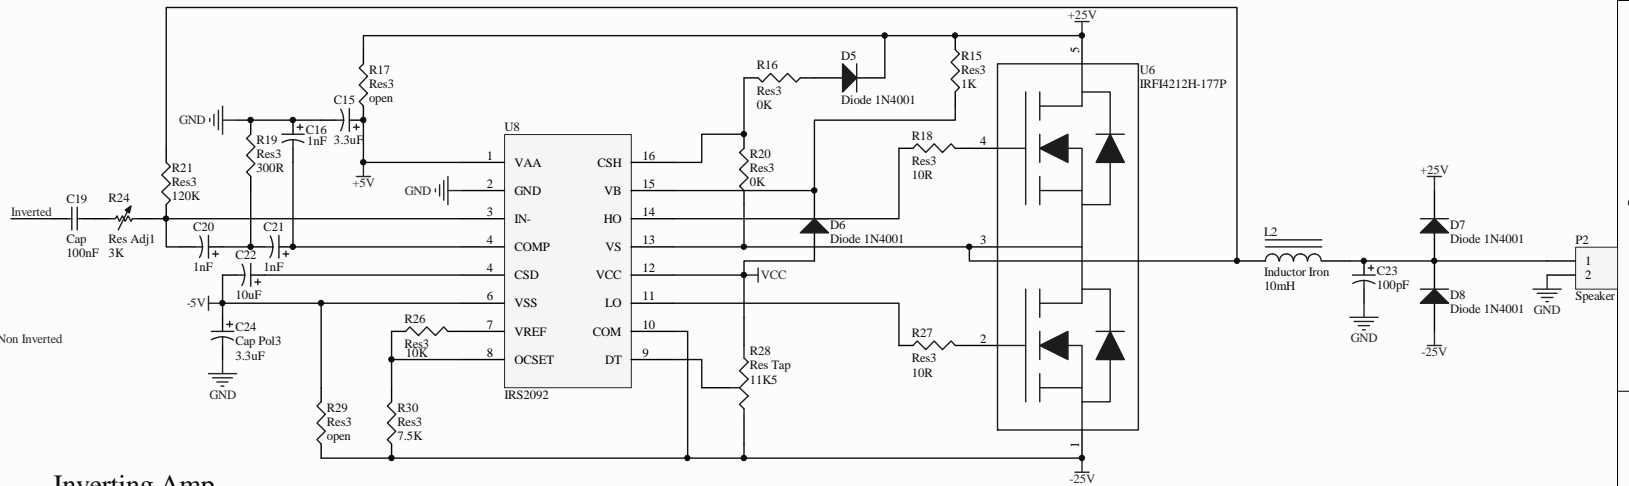 +25V
5
U6
IRFI4212H-177P
R17
Res3
open
C15
3.3uF
GND
R19
Res3
300R
C16
1nF
+5V
R21
Res3
120K
C19
Cap
100nF
Inverted
R24
Res Adj1
3K
C20
1nF
C21
1nF
C22
10uF
-5V
C24
Cap Pol3
3.3uF
GND
Non Inverted
R26
Res3
10K
R29
Res3
open
R30
Res3
7.5K
GND
U8
1 VAA CSH 16
2 GND VB 15
3 IN- HO 14
4 COMP VS 13
4 CSD VCC 12
6 VSS LO 11
7 VREF COM 10
8 OCSET DT 9
IRS2092
R16
Res3
0K
D5
Diode 1N4001
R15
Res3
1K
R20
Res3
0K
R18
Res3
10R
4
D6
Diode 1N4001
3
VCC
R28
Res Tap
11K5
R27
Res3
10R
2
1
-25V
L2
Inductor Iron
10mH
C23
100pF
GND
+25V
D7
Diode 1N4001
D8
Diode 1N4001
-25V
P2
1
2
Speaker
GND
Inverting Amp